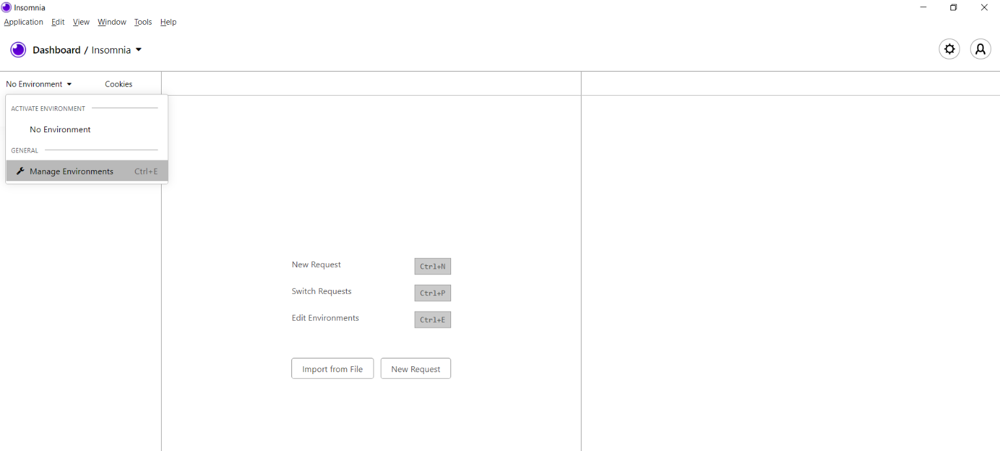 Insomnia
Application Edit View Window Tools Help
Dashboard / Insomnia
No Environment Cookies
ACTIVATE ENVIRONMENT
No Environment
GENERAL
Manage Environments Ctrl+E
New Request Ctrl+N
Switch Requests Ctrl+P
Edit Environments Ctrl+E
Import from File New Request